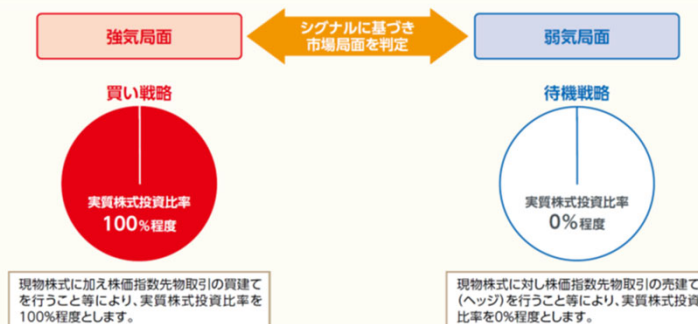 強気局面
シグナルに基づき
市場局面を判定
弱気局面
買い戦略
待機戦略
実質株式投資比率
100%程度
実質株式投資比率
0%程度
現物株式に加え株価指数先物取引の買建て
を行うこと等により、実質株式投資比率を
100%程度とします。
現物株式に対し株価指数先物取引の売建て
(ヘッジ)を行うこと等により、実質株式投資
比率を0%程度とします。